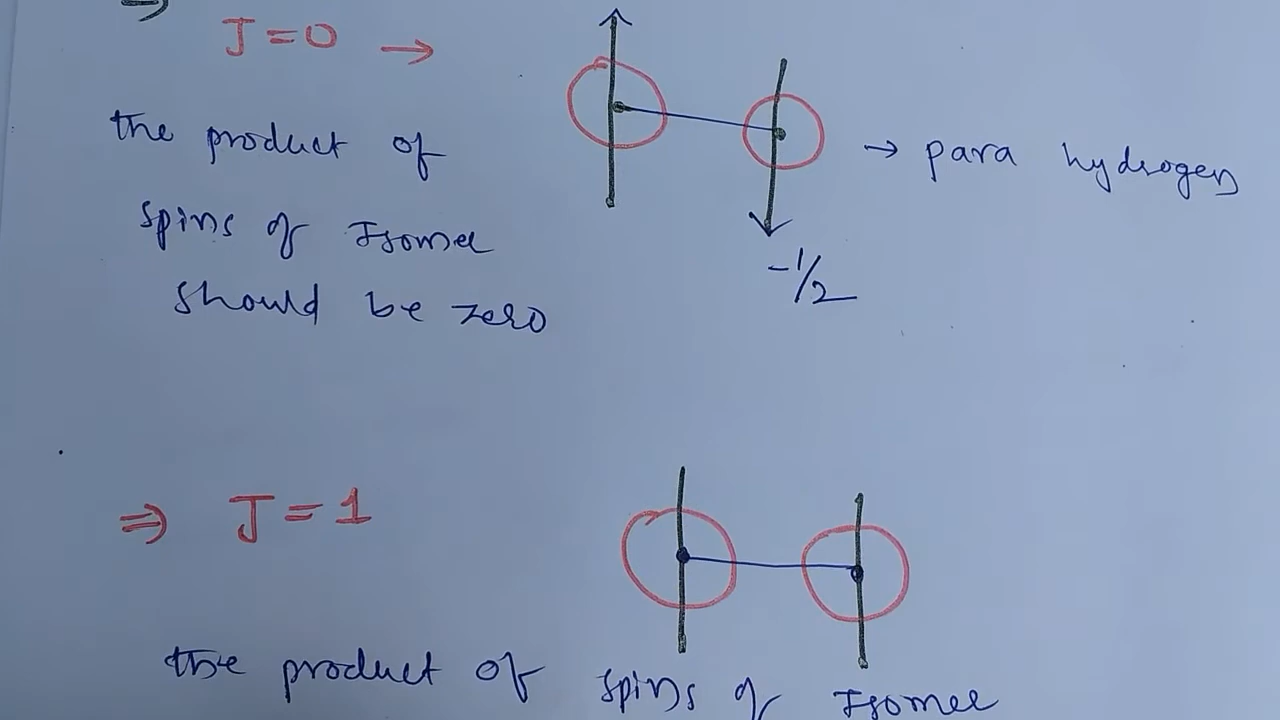 ⇒ J = 0 →
the product of
spins of Isomer
should be zero
→ para hydrogen
-1/2
⇒ J = 1
the product of spins of Isomer